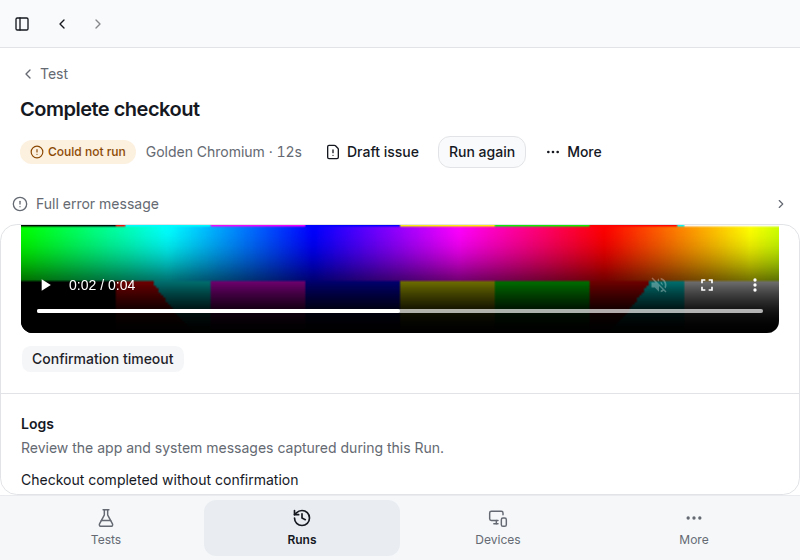 Test
Complete checkout
Could not run
Golden Chromium · 12s
Draft issue
Run again
More
Full error message
0:02 / 0:04
Confirmation timeout
Logs
Review the app and system messages captured during this Run.
Checkout completed without confirmation
Tests
Runs
Devices
More